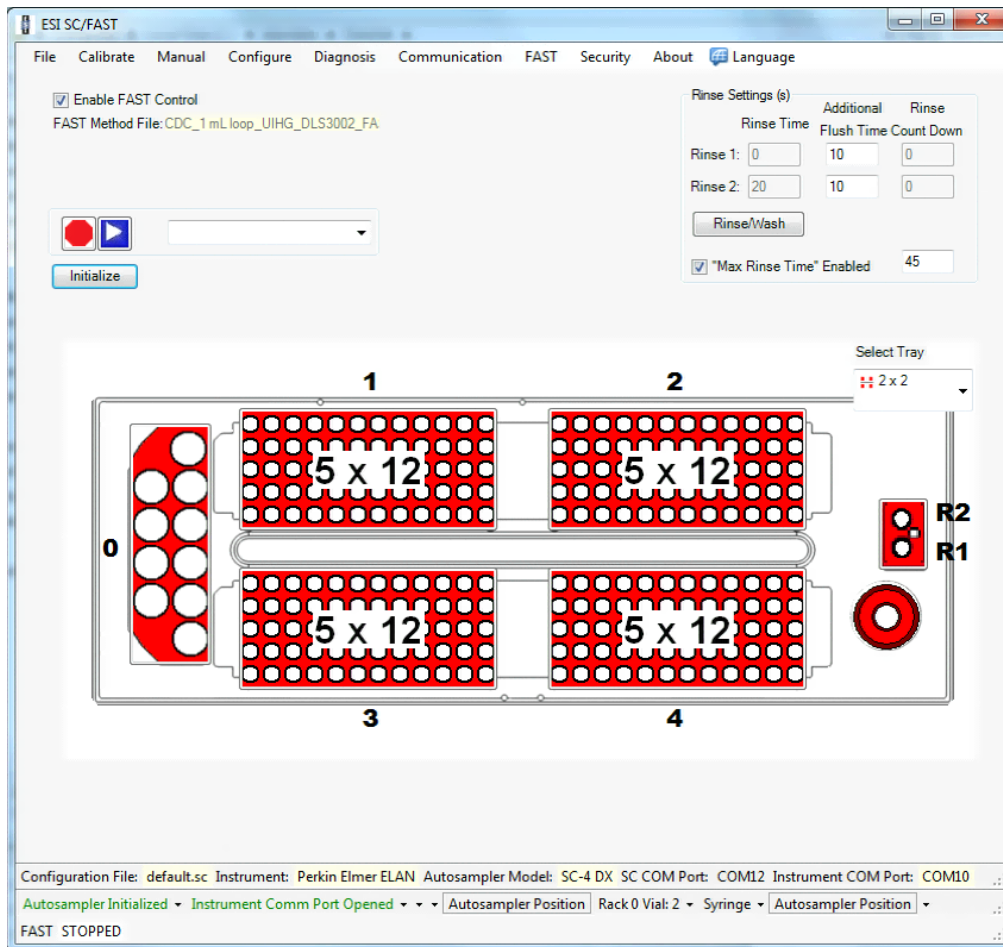 ESI SC/FAST
File Calibrate Manual Configure Diagnosis Communication FAST Security About Language
Enable FAST Control
FAST Method File: CDC_1 mL loop_UIHG_DLS3002_FA
Rinse Settings (s)
Rinse Time Additional Flush Time Rinse Count Down
Rinse 1: 0 10 0
Rinse 2: 20 10 0
Rinse/Wash
"Max Rinse Time" Enabled 45
Initialize
Select Tray
2 x 2
1 2
5 x 12 5 x 12
0
R2
R1
5 x 12 5 x 12
3 4
Configuration File: default.sc Instrument: Perkin Elmer ELAN Autosampler Model: SC-4 DX SC COM Port: COM12 Instrument COM Port: COM10
Autosampler Initialized Instrument Comm Port Opened Autosampler Position Rack 0 Vial: 2 Syringe Autosampler Position
FAST STOPPED